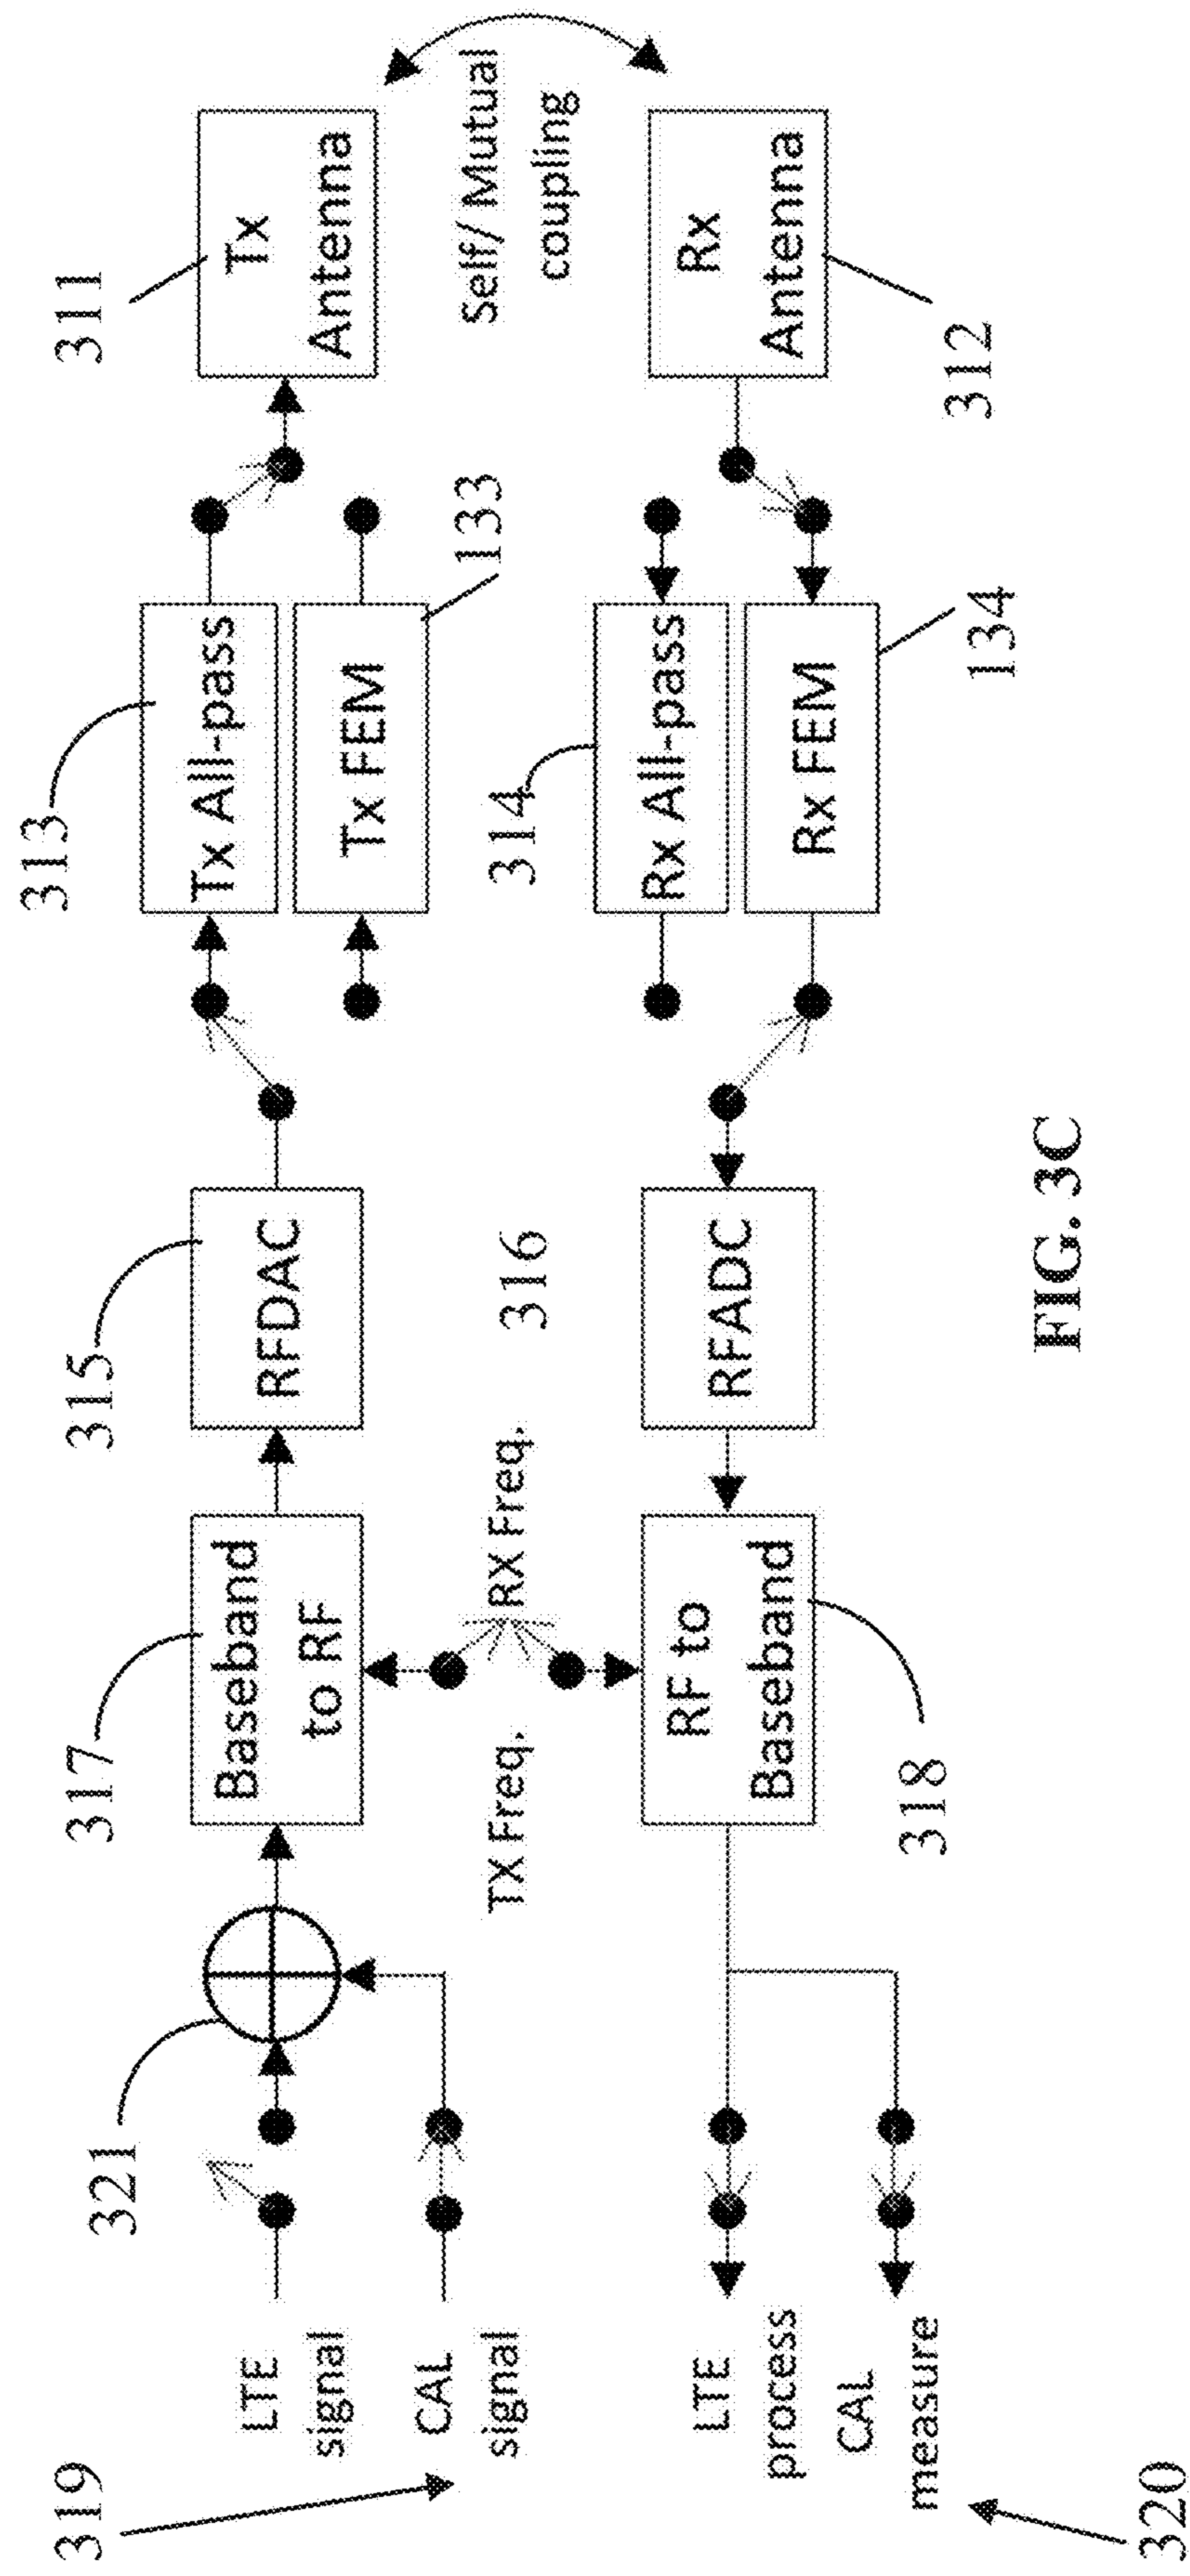 319
LTE
signal
CAL
signal
321
317
Baseband
to RF
315
RFDAC
313
Tx All-pass
Tx FEM
133
311
Tx
Antenna
Self/ Mutual
coupling
TX Freq.
RX Freq.
316
LTE
process
CAL
measure
320
RF to
Baseband
318
RFADC
314
Rx All-pass
Rx FEM
134
Rx
Antenna
312
FIG. 3C